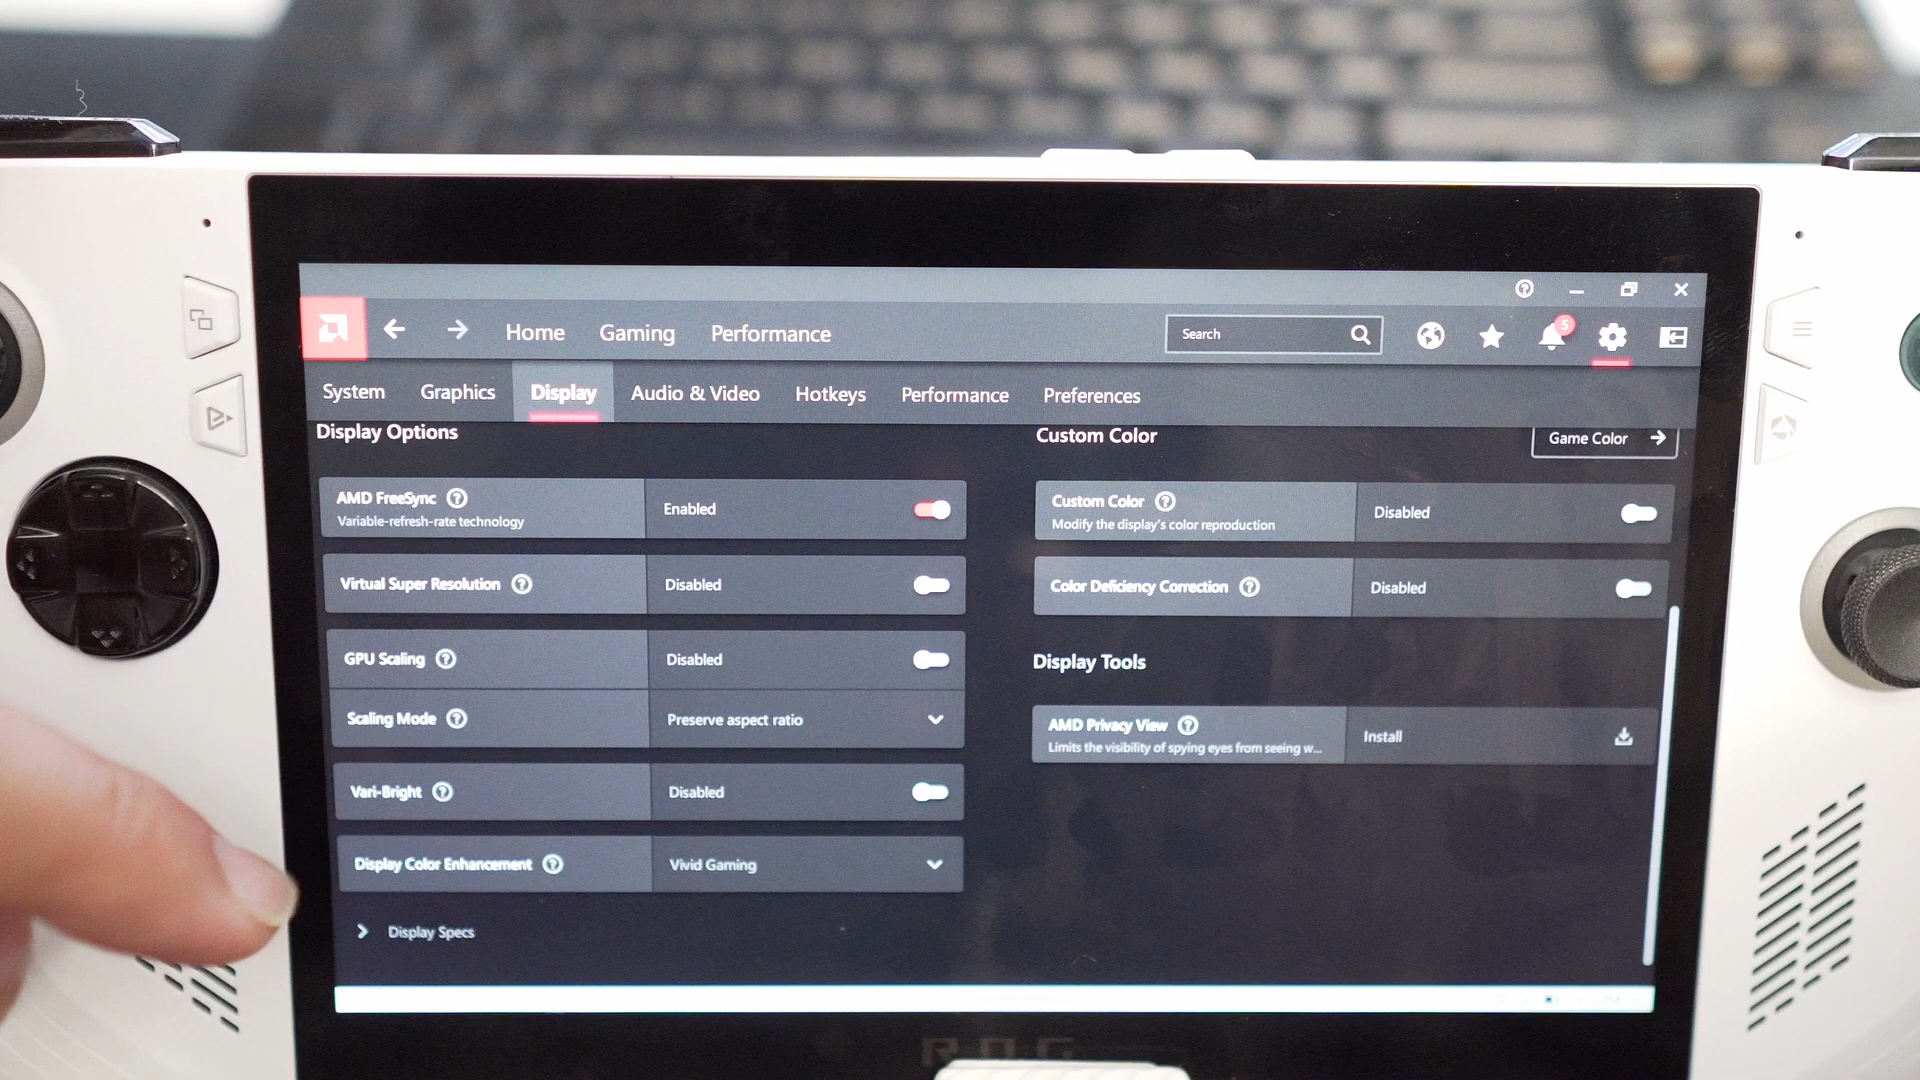 Home Gaming Performance Search 5
System Graphics Display Audio & Video Hotkeys Performance Preferences
Display Options
AMD FreeSync
Variable-refresh-rate technology
Enabled
Virtual Super Resolution
Disabled
GPU Scaling
Disabled
Scaling Mode
Preserve aspect ratio
Vari-Bright
Disabled
Display Color Enhancement
Vivid Gaming
Display Specs
Custom Color
Game Color
Custom Color
Modify the display's color reproduction
Disabled
Color Deficiency Correction
Disabled
Display Tools
AMD Privacy View
Limits the visibility of spying eyes from seeing w...
Install
ROG